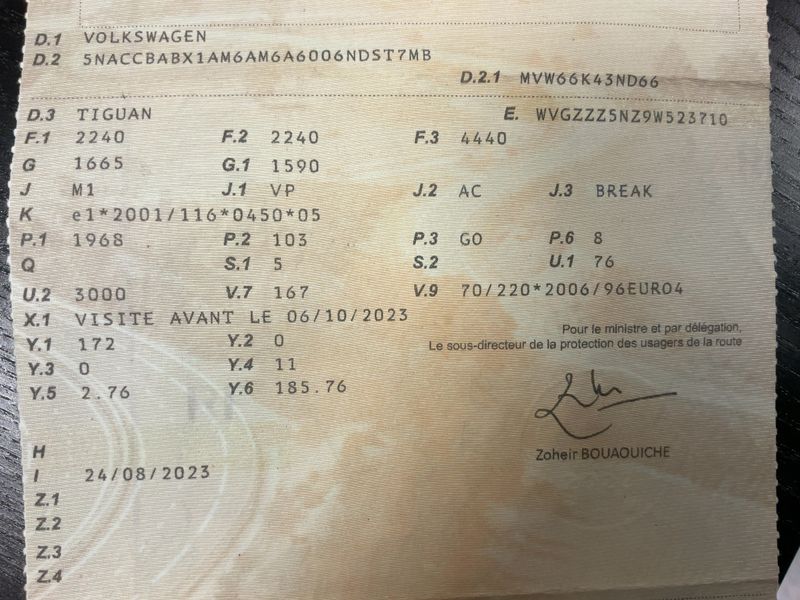 D.1 VOLKSWAGEN
D.2 5NACCBABX1AM6AM6A6006NDST7MB
D.2.1 MVW66K43ND66
D.3 TIGUAN E. WVGZZZ5NZ9W523710
F.1 2240 F.2 2240 F.3 4440
G 1665 G.1 1590
J M1 J.1 VP J.2 AC J.3 BREAK
K e1*2001/116*0450*05
P.1 1968 P.2 103 P.3 GO P.6 8
Q S.1 5 S.2 U.1 76
U.2 3000 V.7 167 V.9 70/220*2006/96EURO4
X.1 VISITE AVANT LE 06/10/2023
Y.1 172 Y.2 0
Pour le ministre et par délégation,
Le sous-directeur de la protection des usagers de la route
Y.3 0 Y.4 11
Y.5 2.76 Y.6 185.76
Zoheir BOUAOUICHE
H
I 24/08/2023
Z.1
Z.2
Z.3
Z.4